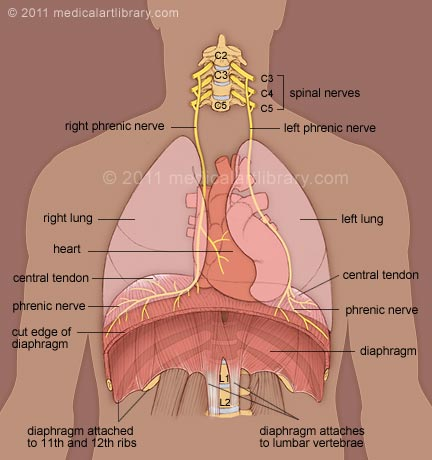 © 2011 medicalartlibrary.com
C2
C3
C5
C3
C4
C5
spinal nerves
right phrenic nerve
left phrenic nerve
© 2011 medicalartlibrary.com
right lung
left lung
heart
central tendon
central tendon
phrenic nerve
phrenic nerve
cut edge of
diaphragm
diaphragm
L1
L2
diaphragm attached
to 11th and 12th ribs
diaphragm attaches
to lumbar vertebrae